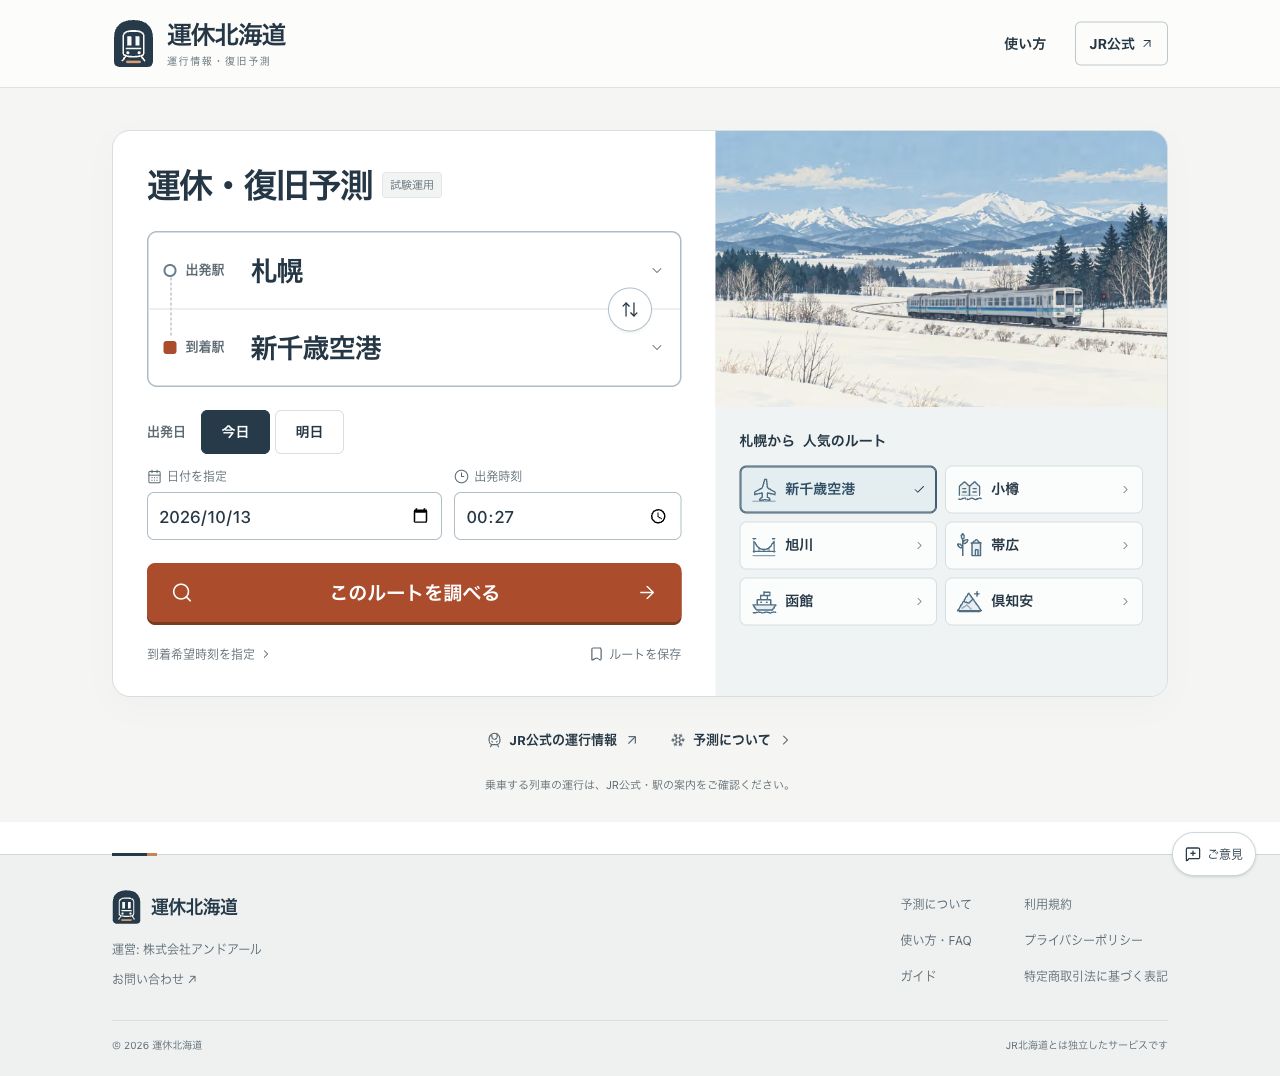 運休北海道
運行情報・復旧予測
使い方
JR公式
運休・復旧予測
試験運用
出発駅
札幌
到着駅
新千歳空港
出発日
今日
明日
日付を指定
出発時刻
2026/10/13
00:27
このルートを調べる
到着希望時刻を指定
ルートを保存
札幌から 人気のルート
新千歳空港
小樽
旭川
帯広
函館
倶知安
JR公式の運行情報
予測について
乗車する列車の運行は、JR公式・駅の案内をご確認ください。
ご意見
運休北海道
運営: 株式会社アンドアール
お問い合わせ
予測について
利用規約
使い方・FAQ
プライバシーポリシー
ガイド
特定商取引法に基づく表記
© 2026 運休北海道
JR北海道とは独立したサービスです